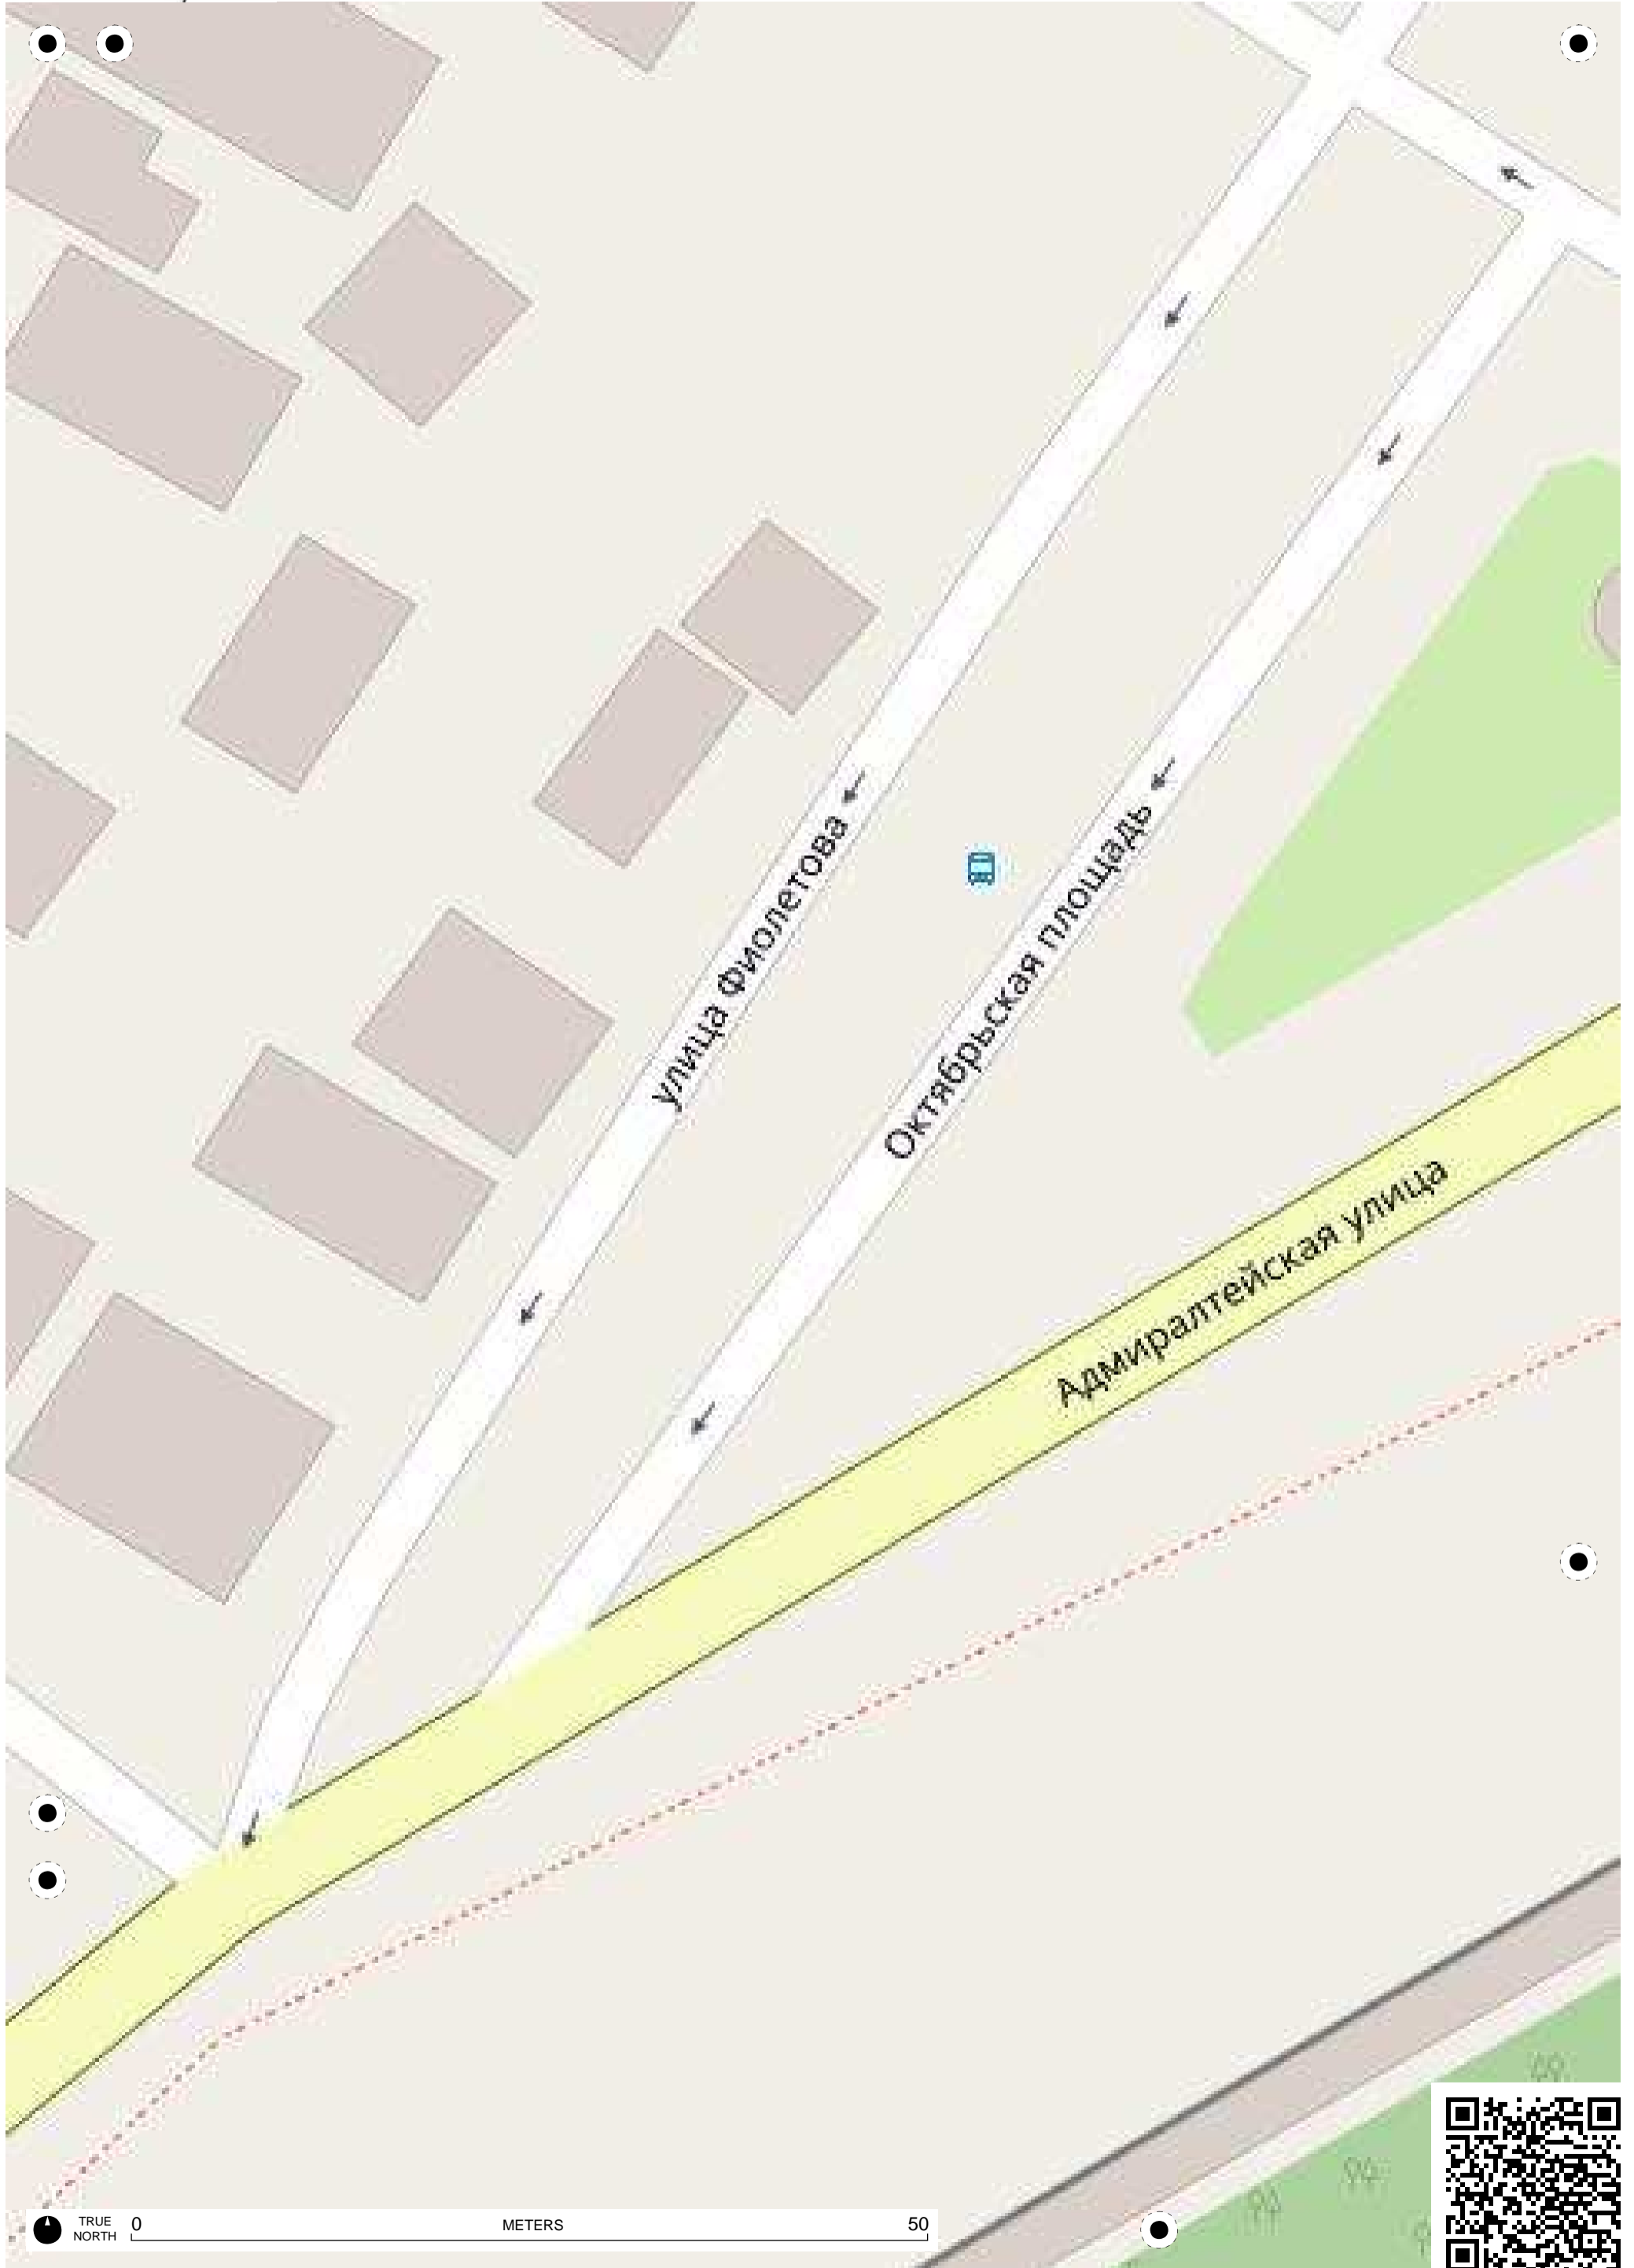 улица Фиолетова
Октябрьская площадь
Адмиралтейская улица
TRUE
NORTH
0
METERS
50